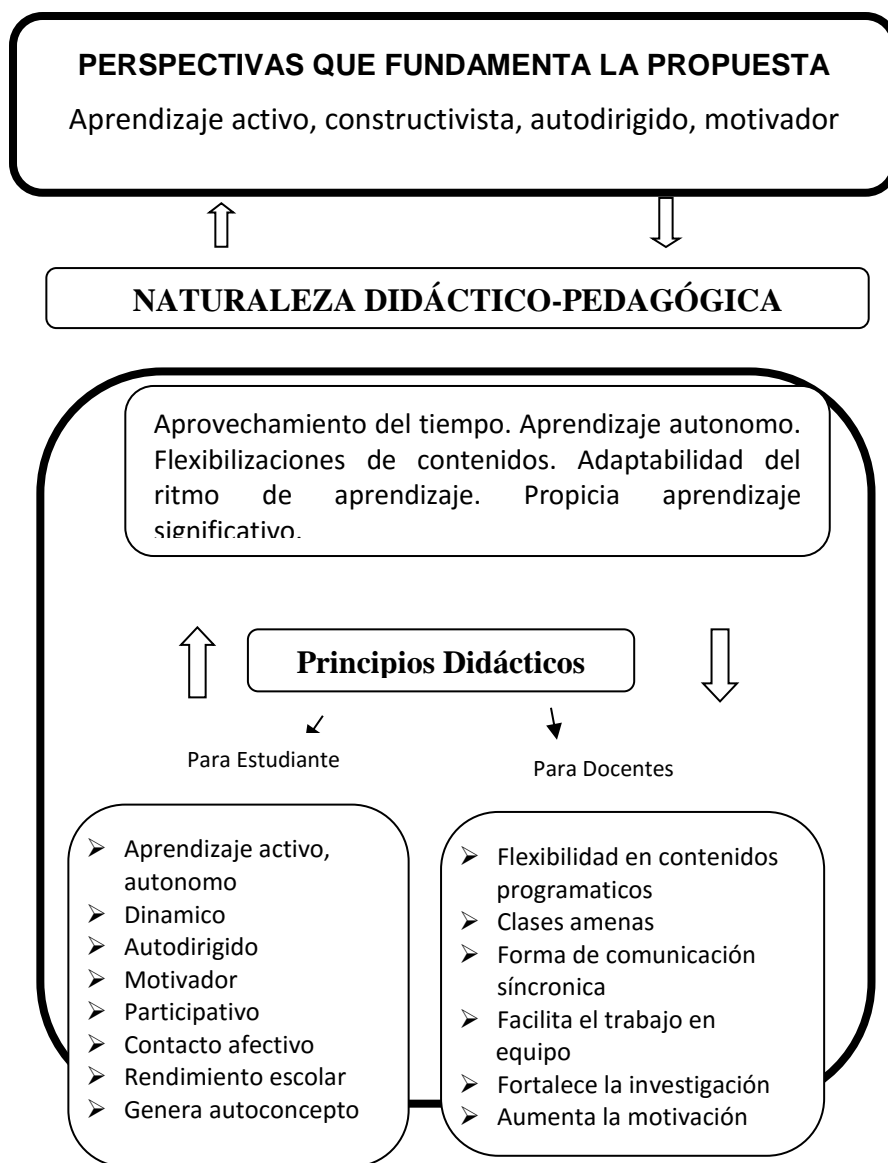 PERSPECTIVAS QUE FUNDAMENTA LA PROPUESTA
Aprendizaje activo, constructivista, autodirigido, motivador
NATURALEZA DIDÁCTICO-PEDAGÓGICA
Aprovechamiento del tiempo. Aprendizaje autonomo.
Flexibilizaciones de contenidos. Adaptabilidad del
ritmo de aprendizaje. Propicia aprendizaje
significativo.
Principios Didácticos
Para Estudiante
Para Docentes
Aprendizaje activo,
autonomo
Dinamico
Autodirigido
Motivador
Participativo
Contacto afectivo
Rendimiento escolar
Genera autoconcepto
Flexibilidad en contenidos
programaticos
Clases amenas
Forma de comunicación
síncronica
Facilita el trabajo en
equipo
Fortalece la investigación
Aumenta la motivación